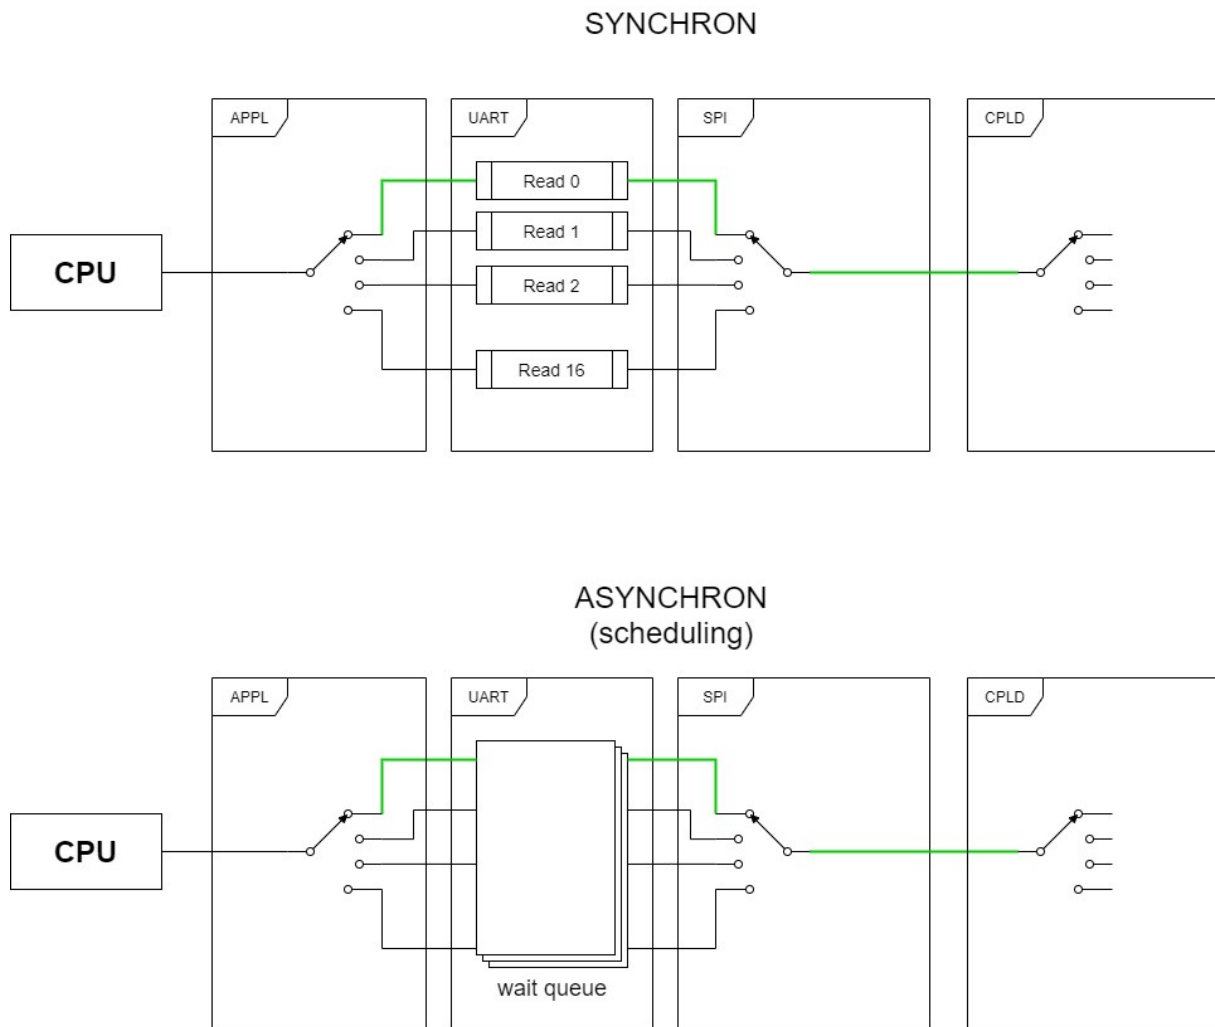 SYNCHRON
APPL
UART
SPI
CPLD
Read 0
Read 1
CPU
Read 2
Read 16
ASYNCHRON
(scheduling)
APPL
UART
SPI
CPLD
CPU
wait queue